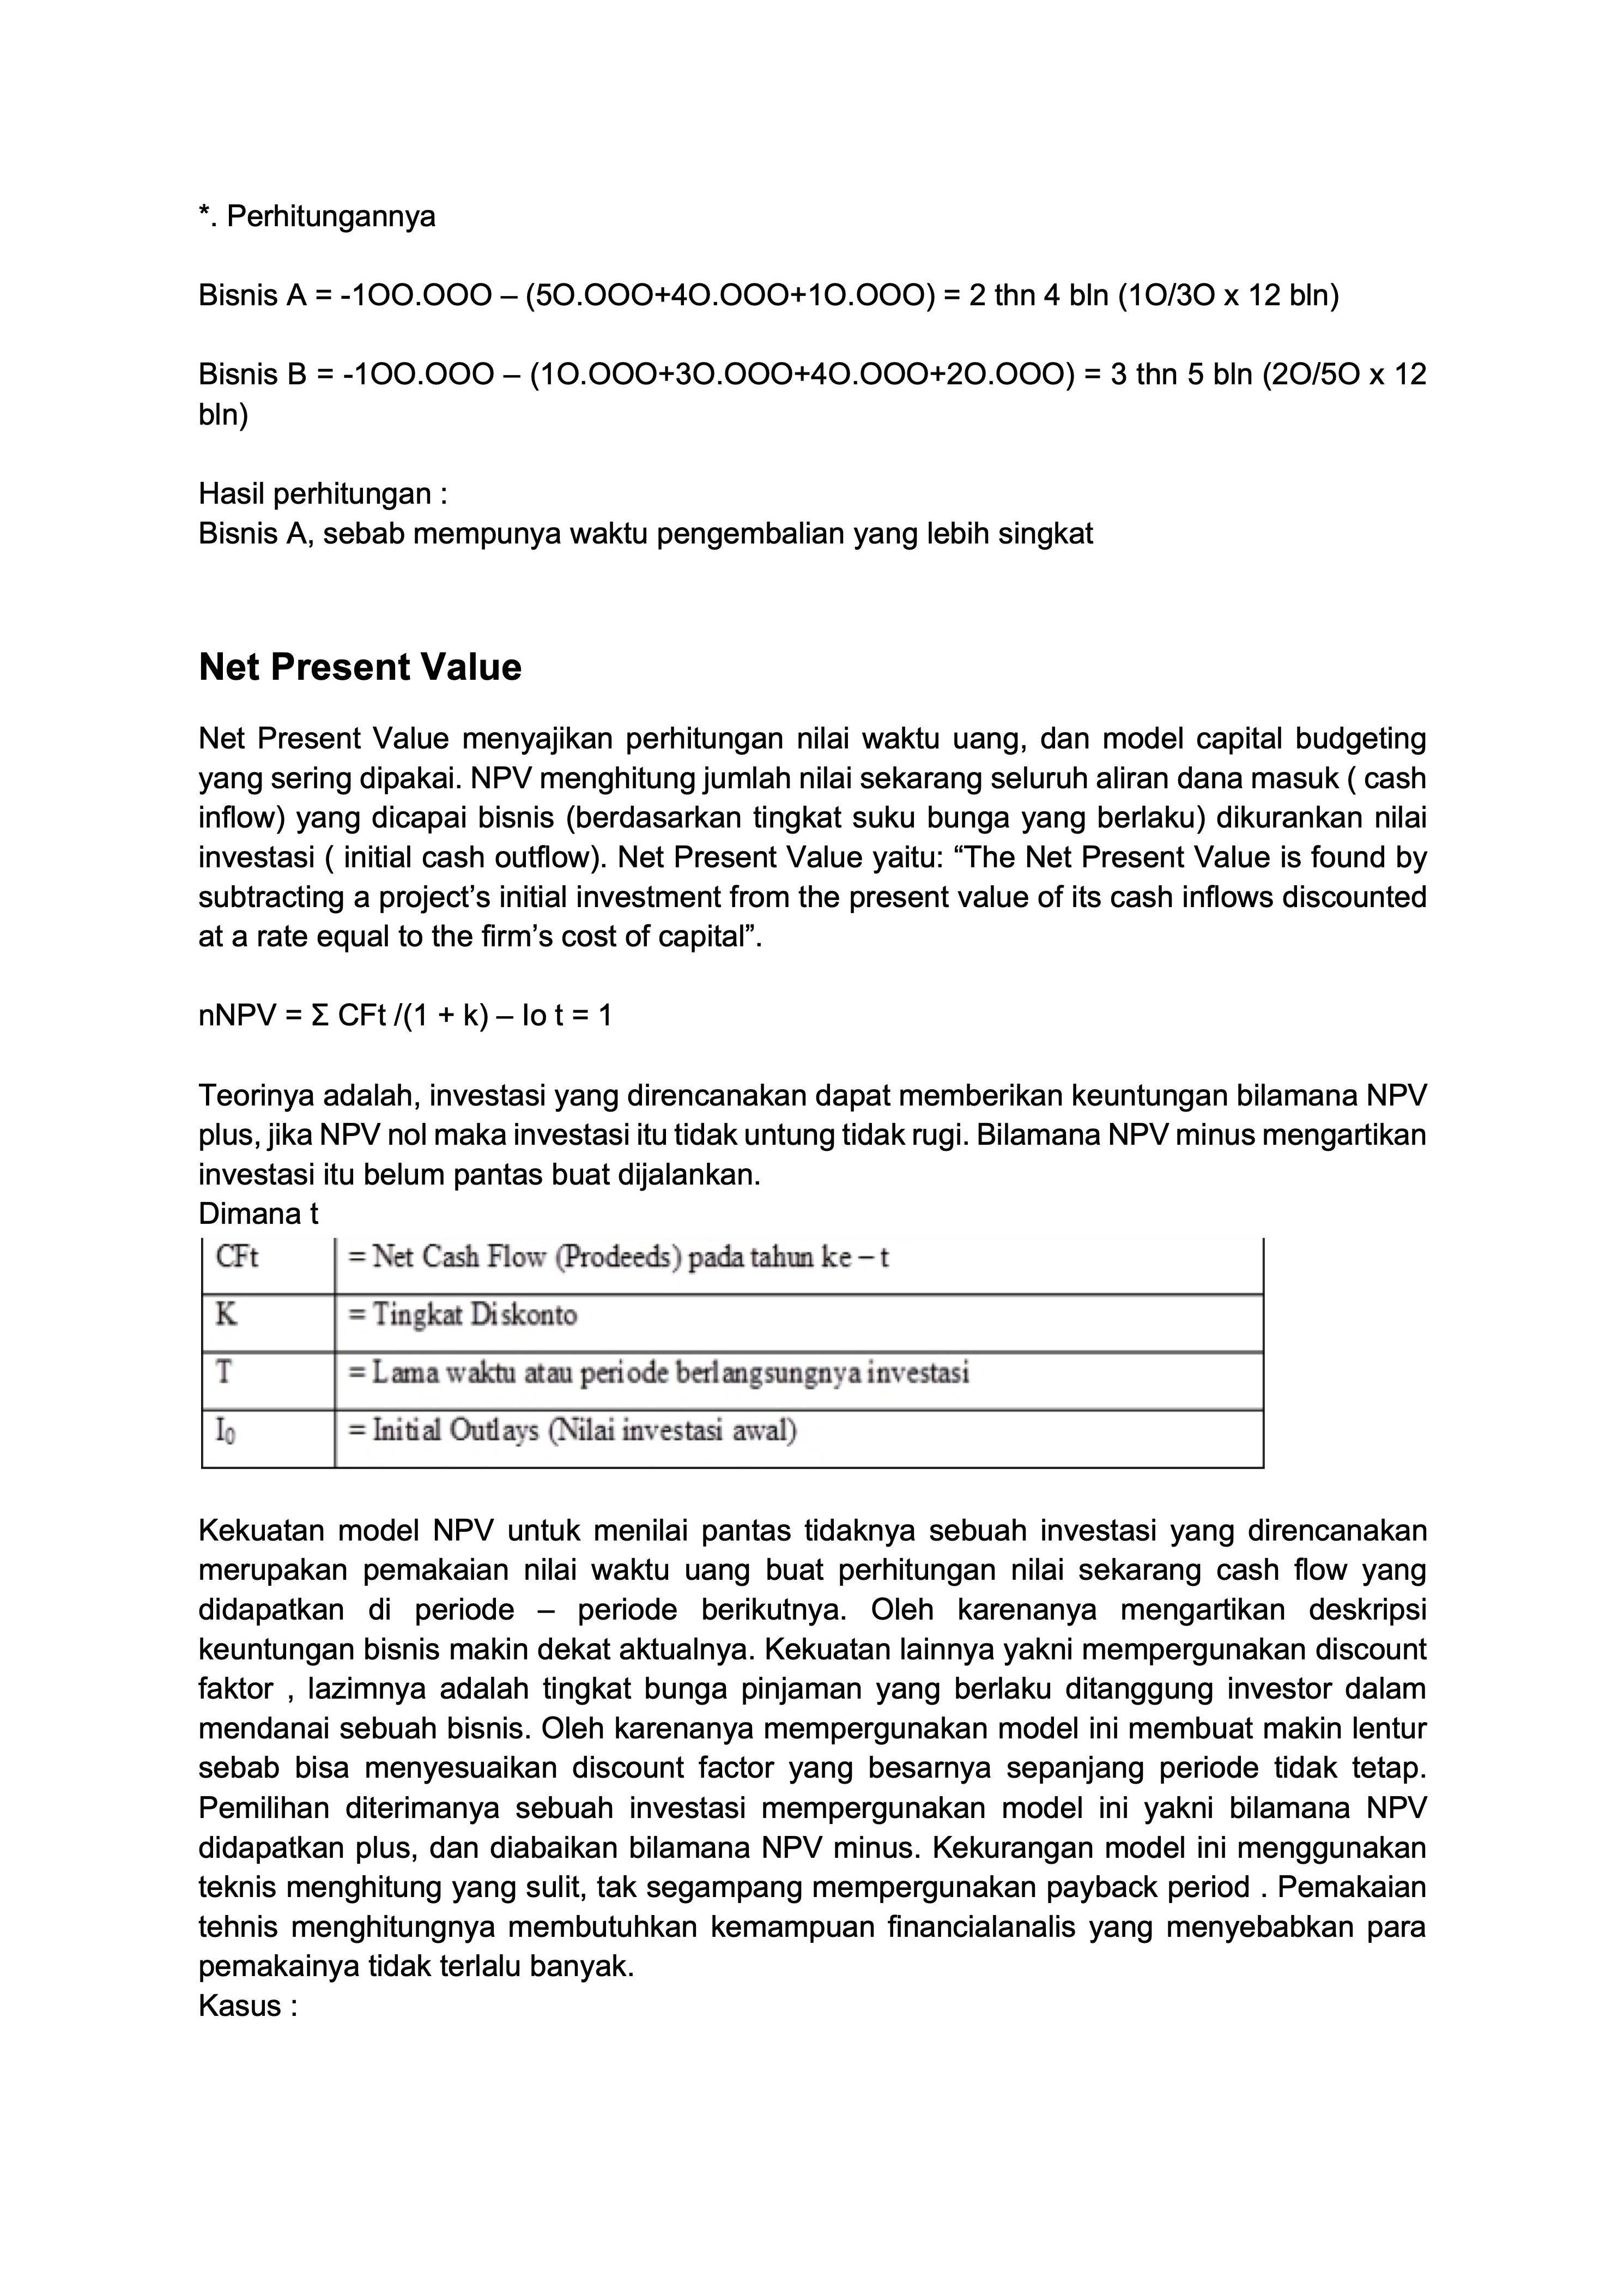 *. Perhitungannya
Bisnis A = -1OO.OOO – (5O.OOO+4O.OOO+1O.OOO) = 2 thn 4 bln (1O/3O x 12 bln)
Bisnis B = -1OO.OOO – (1O.OOO+3O.OOO+4O.OOO+2O.OOO) = 3 thn 5 bln (2O/5O x 12
bln)
Hasil perhitungan :
Bisnis A, sebab mempunya waktu pengembalian yang lebih singkat
Net Present Value
Net Present Value menyajikan perhitungan nilai waktu uang, dan model capital budgeting
yang sering dipakai. NPV menghitung jumlah nilai sekarang seluruh aliran dana masuk ( cash
inflow) yang dicapai bisnis (berdasarkan tingkat suku bunga yang berlaku) dikurankan nilai
investasi ( initial cash outflow). Net Present Value yaitu: “The Net Present Value is found by
subtracting a project’s initial investment from the present value of its cash inflows discounted
at a rate equal to the firm’s cost of capital”.
nNPV = Σ CFt /(1 + k) – Io t = 1
Teorinya adalah, investasi yang direncanakan dapat memberikan keuntungan bilamana NPV
plus, jika NPV nol maka investasi itu tidak untung tidak rugi. Bilamana NPV minus mengartikan
investasi itu belum pantas buat dijalankan.
Dimana t
CFt = Net Cash Flow (Prodeeds) pada tahun ke – t
K = Tingkat Diskonto
T = Lama waktu atau periode berlangsungnya investasi
I₀ = Initial Outlays (Nilai investasi awal)
Kekuatan model NPV untuk menilai pantas tidaknya sebuah investasi yang direncanakan
merupakan pemakaian nilai waktu uang buat perhitungan nilai sekarang cash flow yang
didapatkan di periode – periode berikutnya. Oleh karenanya mengartikan deskripsi
keuntungan bisnis makin dekat aktualnya. Kekuatan lainnya yakni mempergunakan discount
faktor , lazimnya adalah tingkat bunga pinjaman yang berlaku ditanggung investor dalam
mendanai sebuah bisnis. Oleh karenanya mempergunakan model ini membuat makin lentur
sebab bisa menyesuaikan discount factor yang besarnya sepanjang periode tidak tetap.
Pemilihan diterimanya sebuah investasi mempergunakan model ini yakni bilamana NPV
didapatkan plus, dan diabaikan bilamana NPV minus. Kekurangan model ini menggunakan
teknis menghitung yang sulit, tak segampang mempergunakan payback period . Pemakaian
tehnis menghitungnya membutuhkan kemampuan financialanalis yang menyebabkan para
pemakainya tidak terlalu banyak.
Kasus :